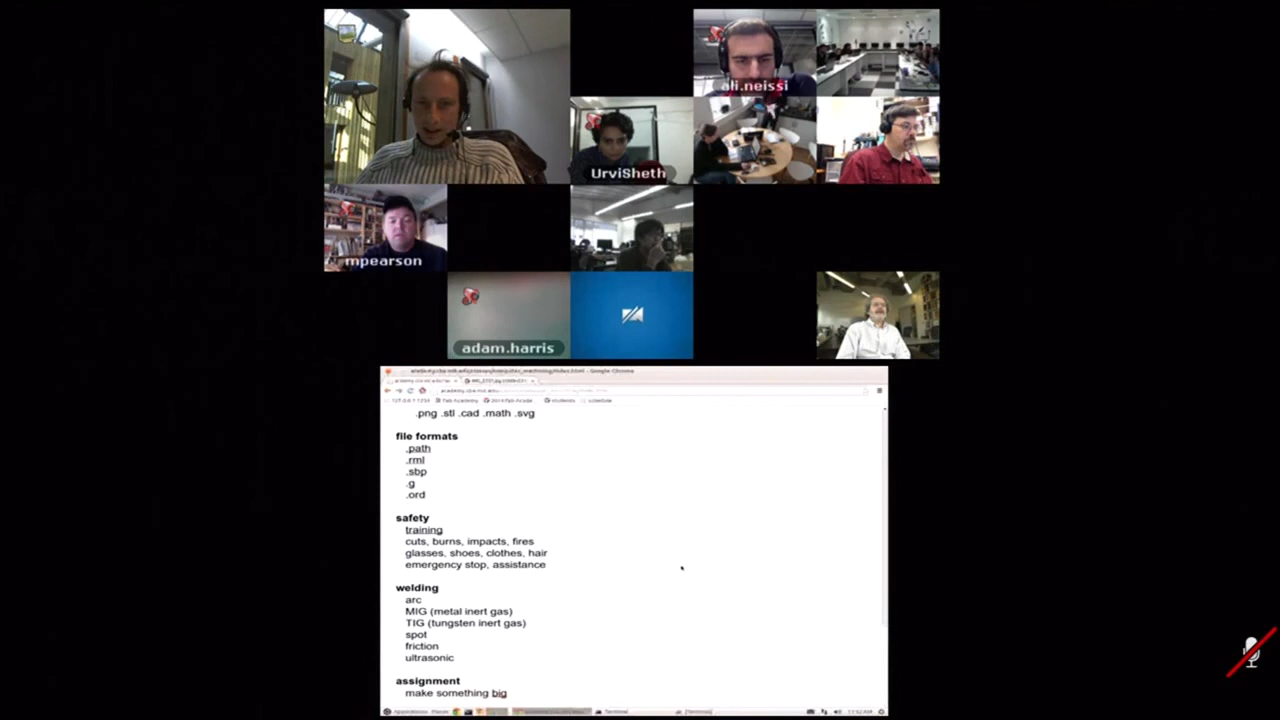 ali.neissi
UrviSheth
mpearson
adam.harris
.png .stl .cad .math .svg
file formats
.path
.rml
.sbp
.g
.ord
safety
training
cuts, burns, impacts, fires
glasses, shoes, clothes, hair
emergency stop, assistance
welding
arc
MIG (metal inert gas)
TIG (tungsten inert gas)
spot
friction
ultrasonic
assignment
make something big